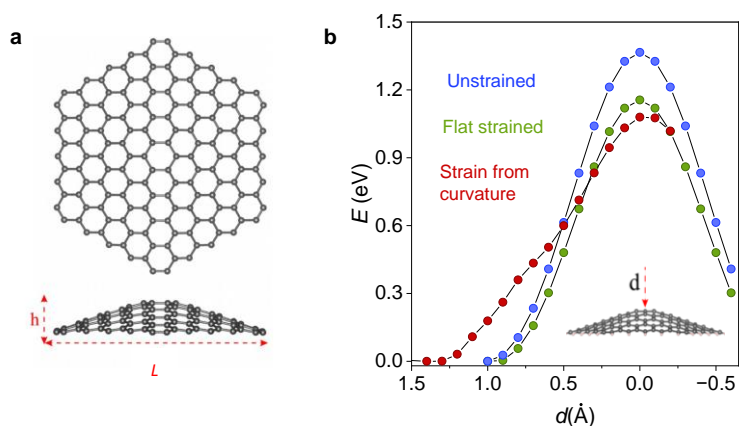 a
h
L
b
E (eV)
1.5
1.2
0.9
0.6
0.3
0.0
Unstrained
Flat strained
Strain from
curvature
d
1.5
1.0
0.5
0.0
−0.5
d(Å)